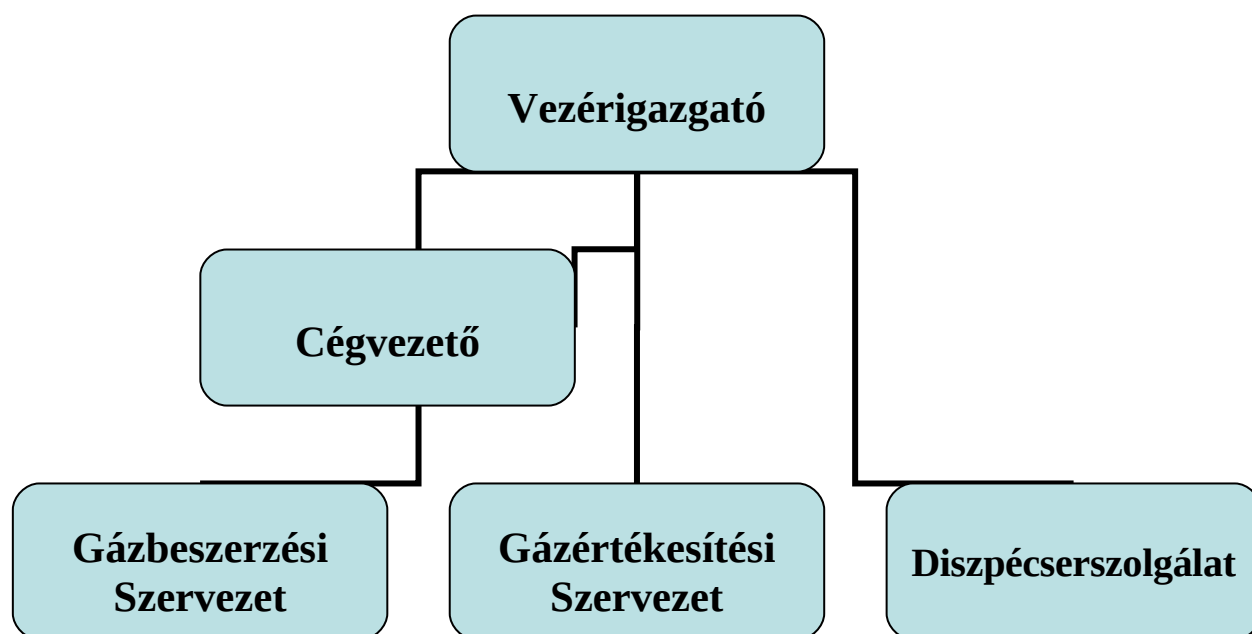 Vezérigazgató
Cégvezető
Gázbeszerzési
Szervezet
Gázértékesítési
Szervezet
Diszpécserszolgálat